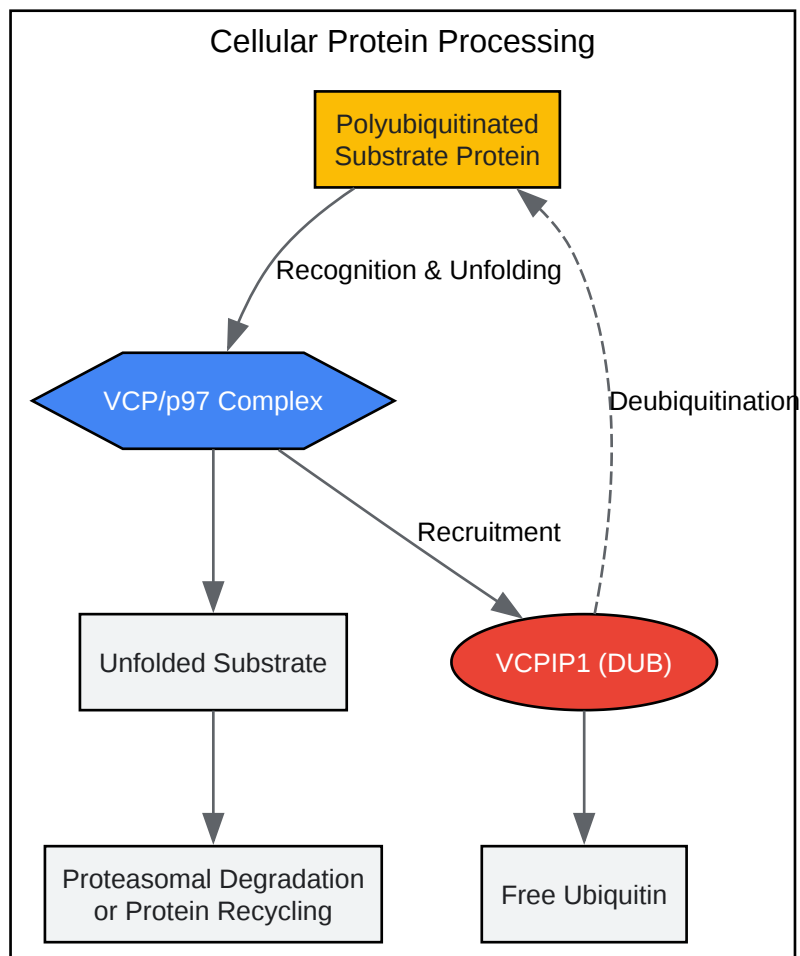 Cellular Protein Processing
Polyubiquitinated
Substrate Protein
Recognition & Unfolding
VCP/p97 Complex
Deubiquitination
Recruitment
Unfolded Substrate
VCPIP1 (DUB)
Proteasomal Degradation
or Protein Recycling
Free Ubiquitin